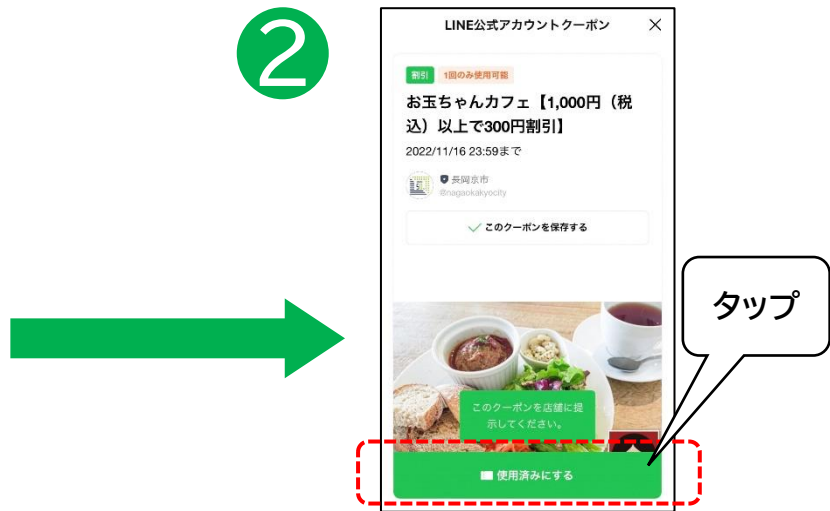 2
LINE公式アカウントクーポン
割引 1回のみ使用可能
お玉ちゃんカフェ【1,000円（税
込）以上で300円割引】
2022/11/16 23:59まで
長岡京市
@nagaokakyocity
このクーポンを保存する
タップ
このクーポンを店舗に提
示してください。
使用済みにする